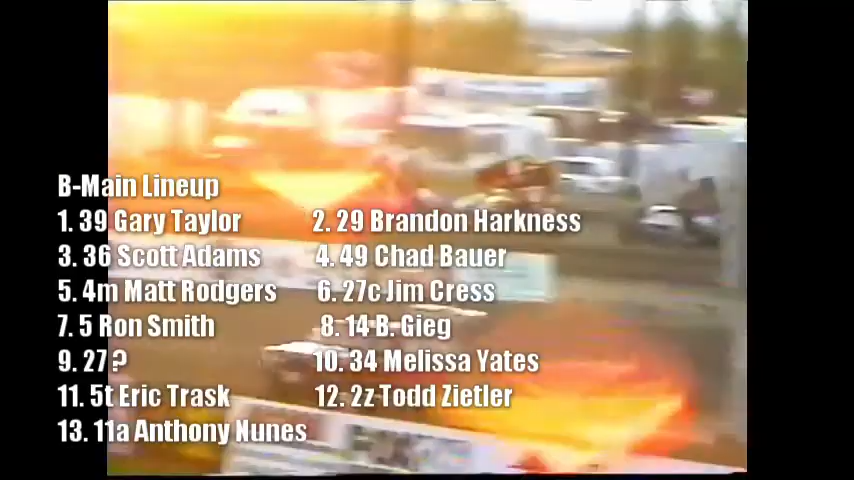 B-Main Lineup
1. 39 Gary Taylor 2. 29 Brandon Harkness
3. 36 Scott Adams 4. 49 Chad Bauer
5. 4m Matt Rodgers 6. 27c Jim Cress
7. 5 Ron Smith 8. 14 B. Gieg
9. 27 ? 10. 34 Melissa Yates
11. 5t Eric Trask 12. 2z Todd Zietler
13. 11a Anthony Nunes